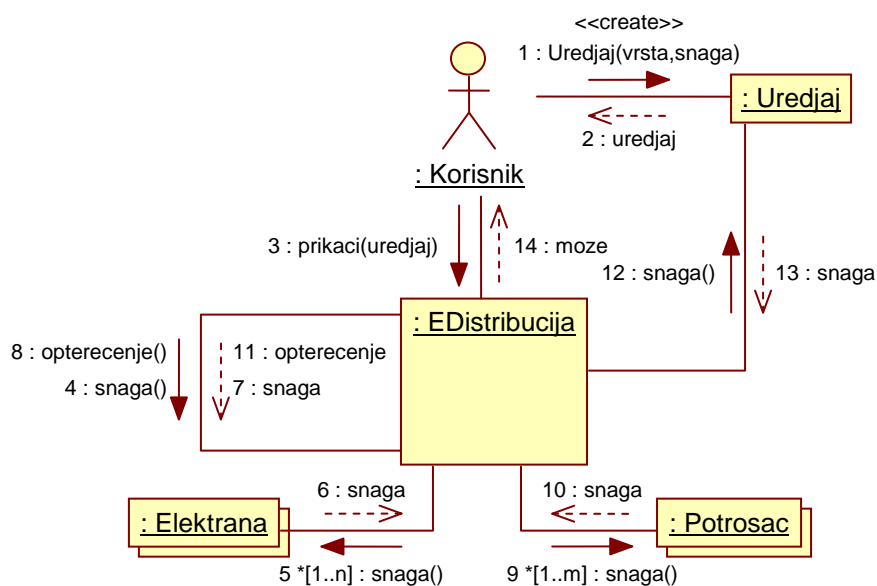 <<create>>
1 : Uredjaj(vrsta,snaga)
: Uredjaj
2 : uredjaj
: Korisnik
3 : prikaci(uredjaj)
14 : moze
12 : snaga()
13 : snaga
: EDistribucija
8 : opterecenje()
11 : opterecenje
4 : snaga()
7 : snaga
6 : snaga
10 : snaga
: Elektrana
: Potrosac
5 *[1..n] : snaga()
9 *[1..m] : snaga()